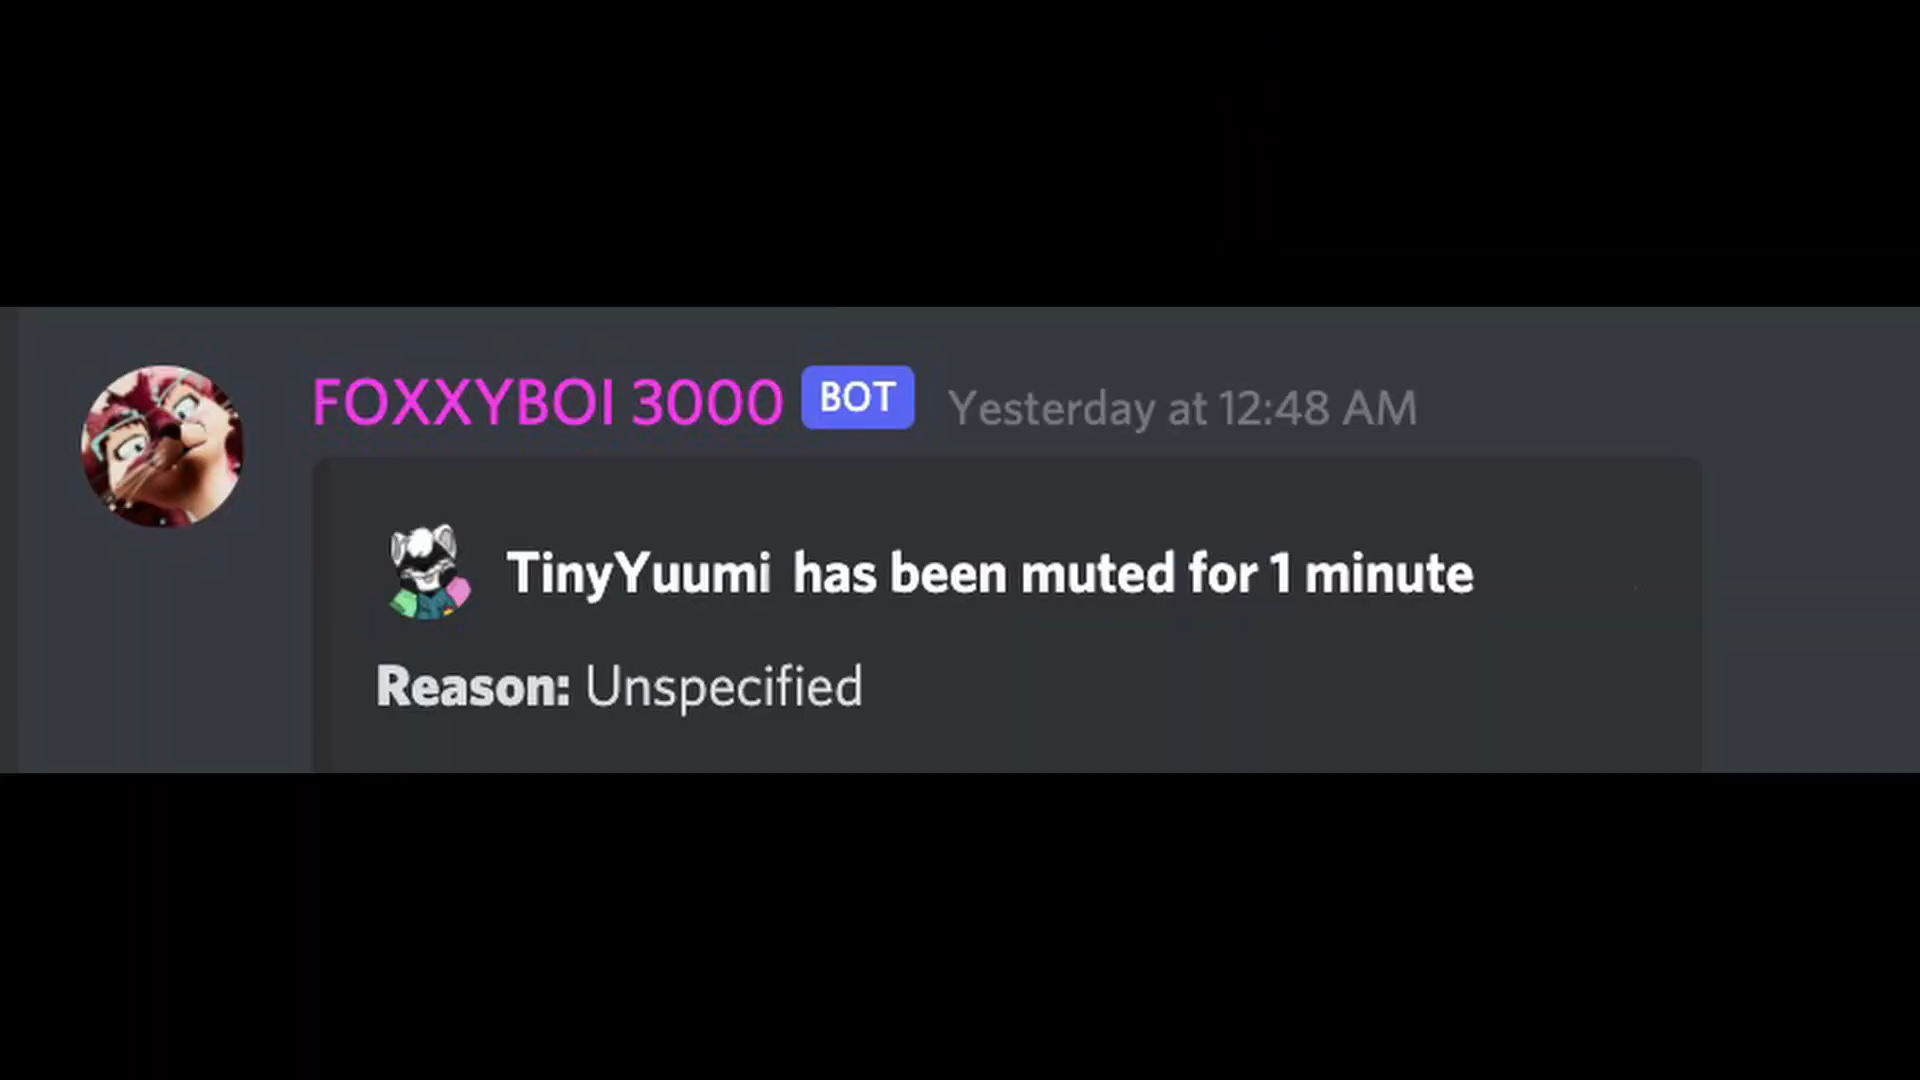 FOXXYBOI 3000 BOT Yesterday at 12:48 AM
TinyYuumi has been muted for 1 minute
Reason: Unspecified